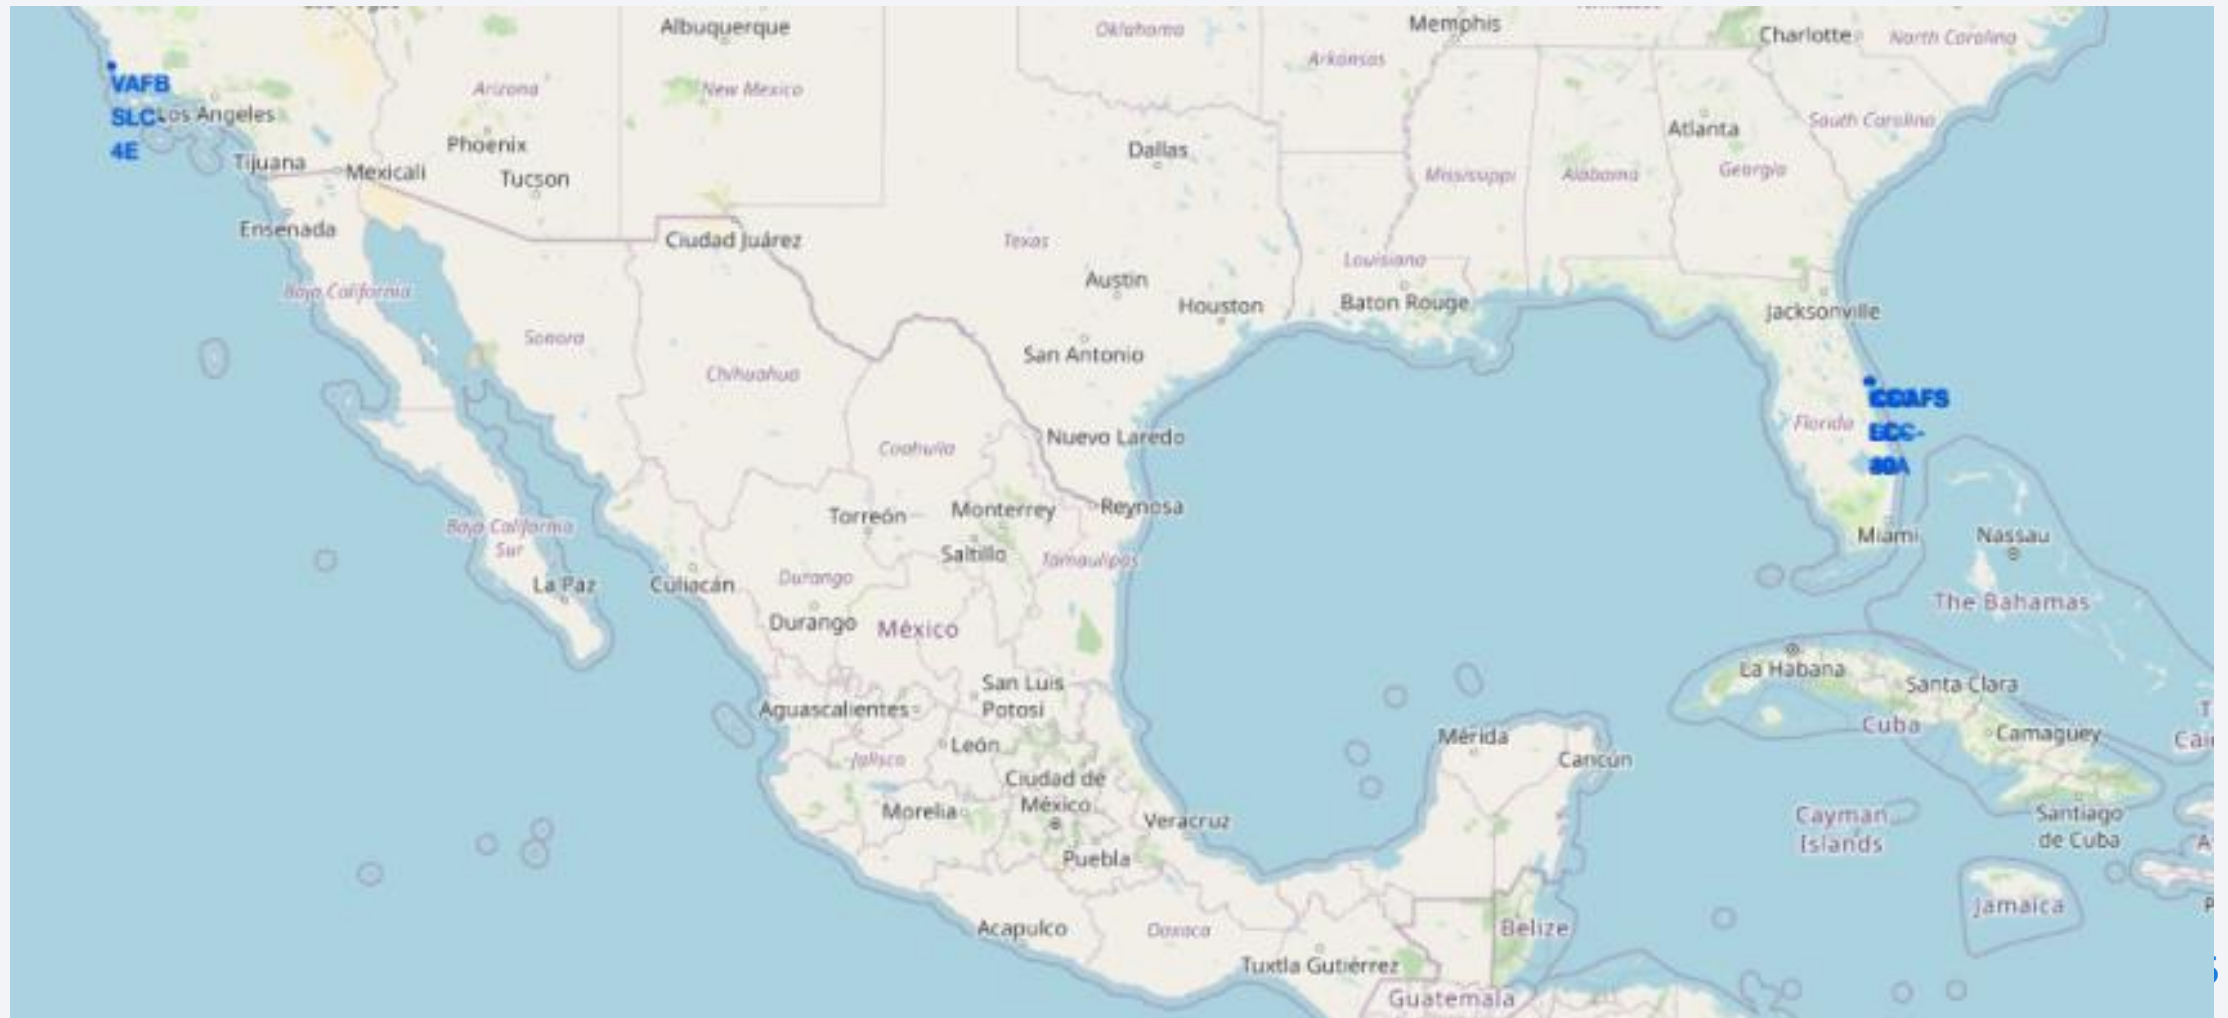 Albuquerque
Oklahoma
Memphis
Charlotte
North Carolina
Arkansas
VAFB
SLC-
4E
Los Angeles
Arizona
New Mexico
Phoenix
Tucson
Dallas
Atlanta
South Carolina
Tijuana
Mexicali
Mississippi
Alabama
Georgia
Ensenada
Ciudad Juárez
Texas
Louisiana
Baja California
Austin
Houston
Baton Rouge
Jacksonville
Sonora
Chihuahua
San Antonio
Florida
Coahuila
Nuevo Laredo
Torreón
Monterrey
Reynosa
Baja California
Sur
Saltillo
Tamaulipas
Miami
Nassau
La Paz
Culiacán
Durango
Durango
México
The Bahamas
La Habana
Santa Clara
San Luis
Potosí
Aguascalientes
Cuba
Camagüey
León
Jalisco
Mérida
Cancún
Ciudad de
México
Morelia
Veracruz
Puebla
Cayman
Islands
Santiago
de Cuba
Jamaica
Acapulco
Oaxaca
Belize
Tuxtla Gutiérrez
Guatemala